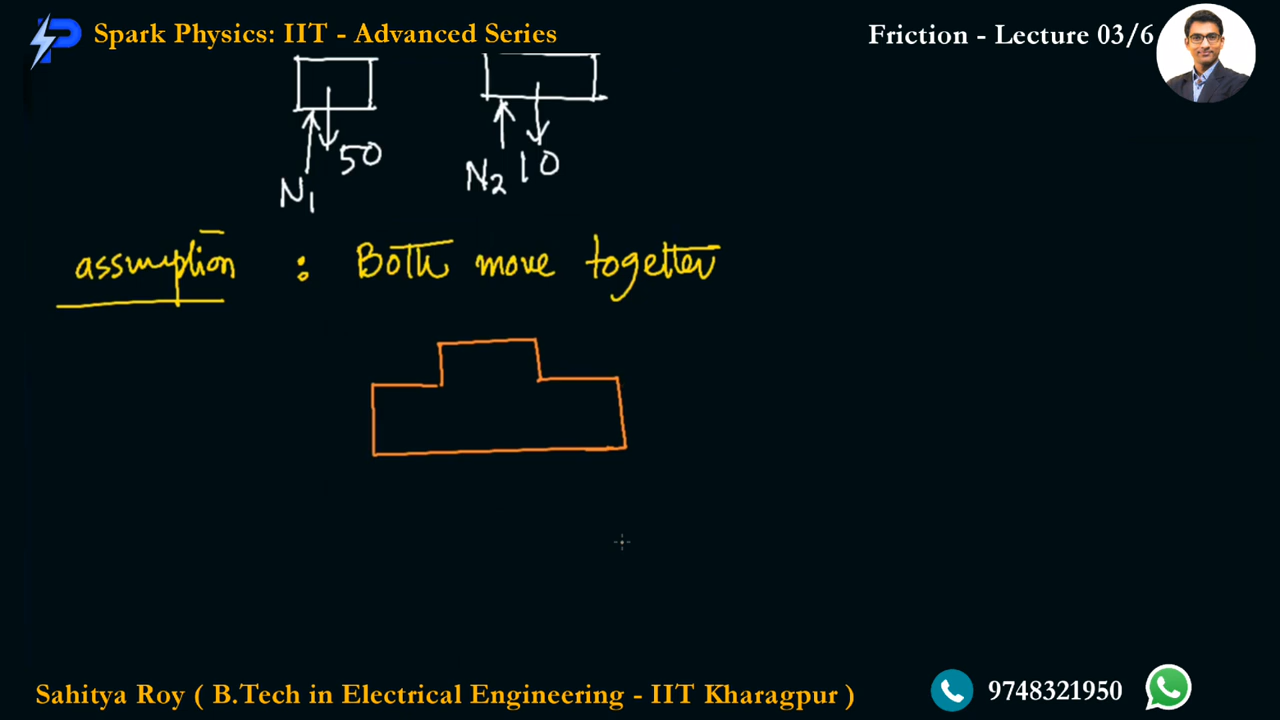 Spark Physics: IIT - Advanced Series
Friction - Lecture 03/6
50
10
N1
N2
assumption : Both move together
Sahitya Roy ( B.Tech in Electrical Engineering - IIT Kharagpur )
9748321950